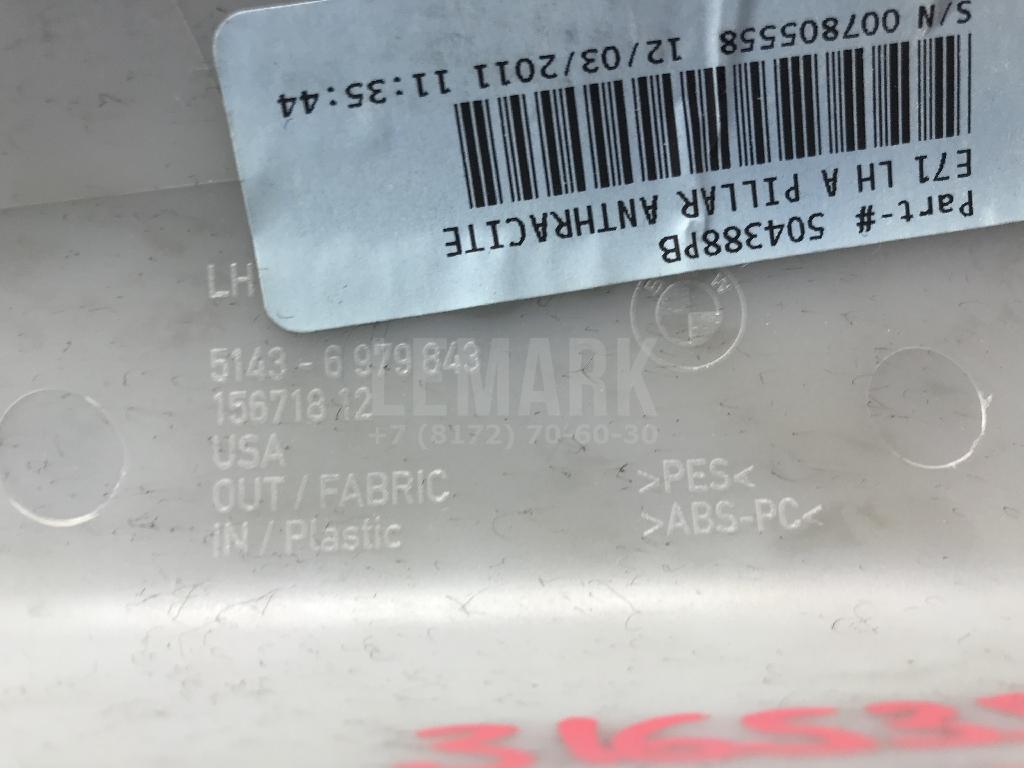 Part-# 504388PB
E71 LH A PILLAR ANTHRACITE
S/N 007805558 12/03/2011 11:35:44
LH
5143-6 979 843
156718 12
USA
OUT / FABRIC
IN / Plastic
>PES<
>ABS-PC<
LEMARK
+7 (8172) 70-60-30